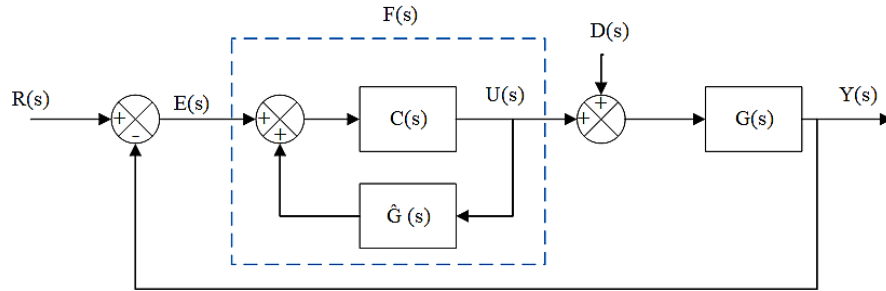 F(s)
D(s)
R(s)
E(s)
U(s)
Y(s)
+
-
+
+
C(s)
+
+
G(s)
Ĝ (s)